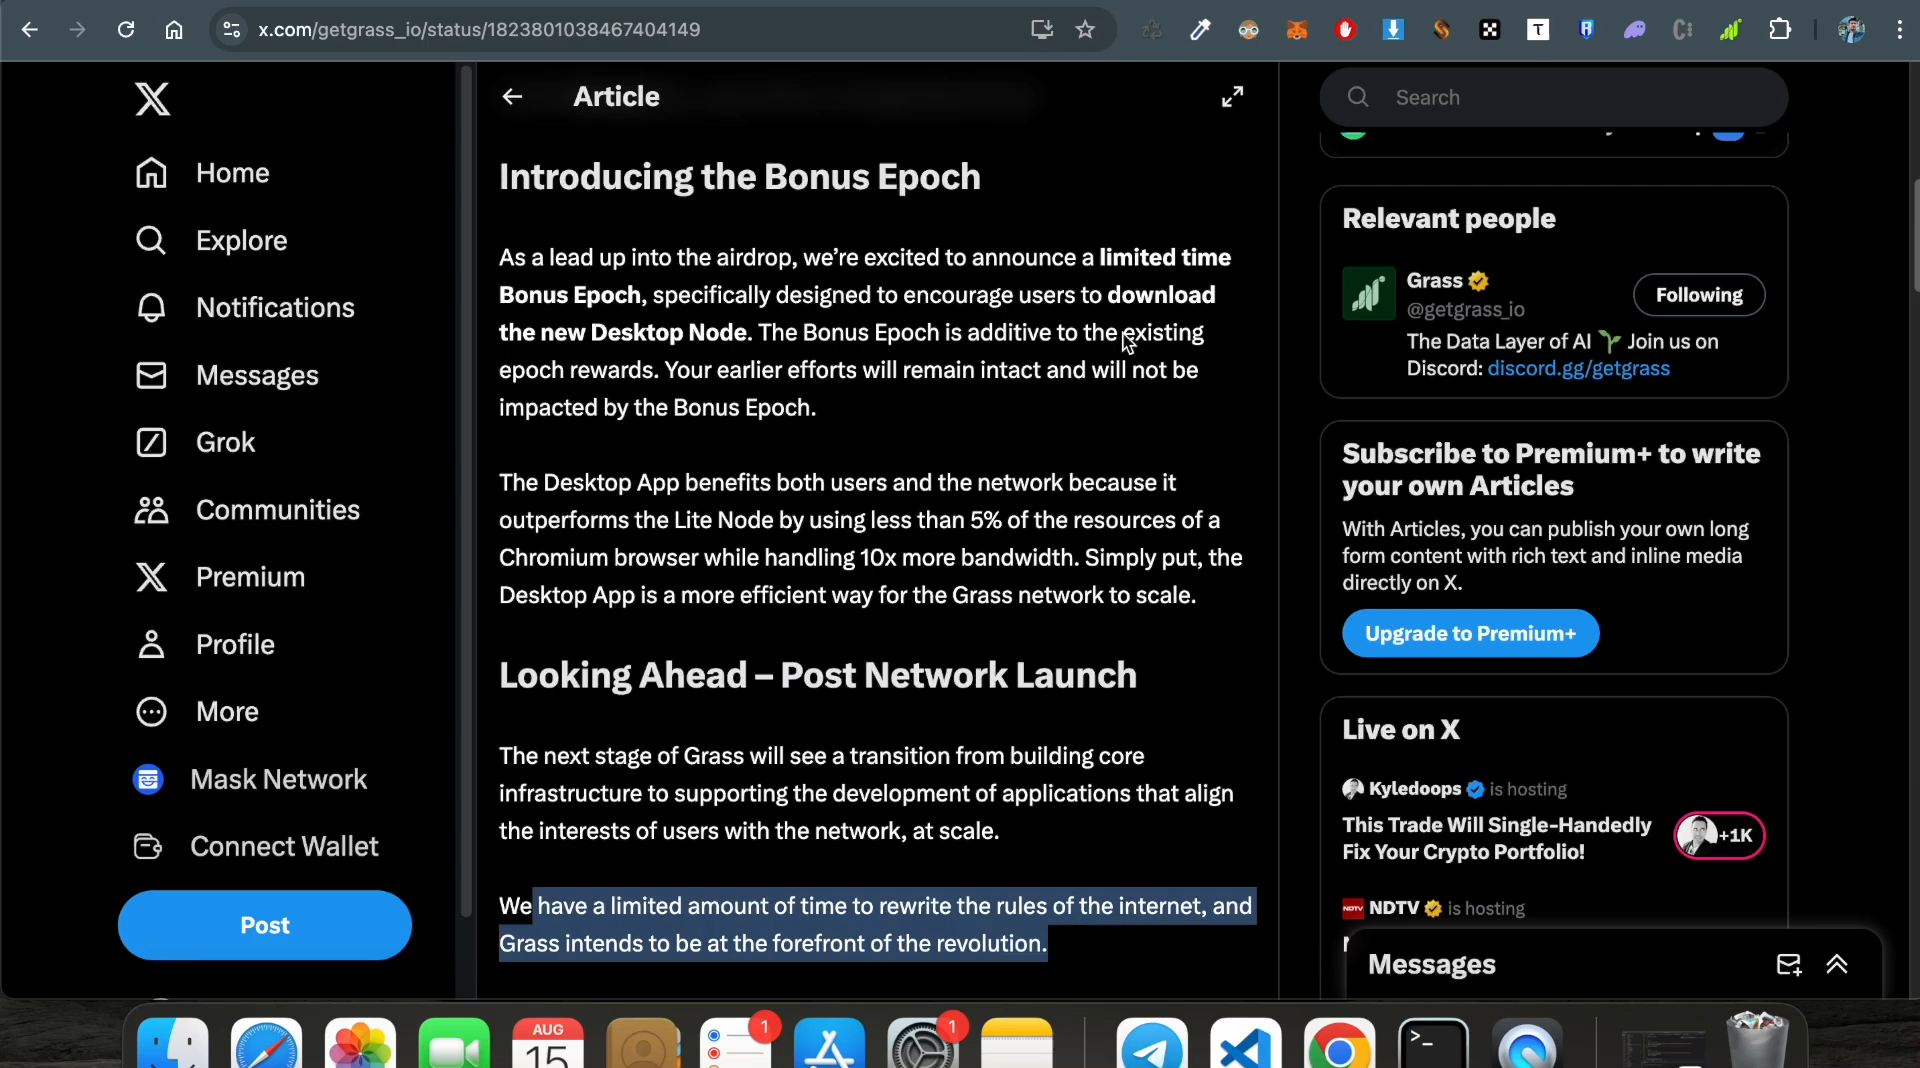 x.com/getgrass_io/status/1823801038467404149
Home
Explore
Notifications
Messages
Grok
Communities
Premium
Profile
More
Mask Network
Connect Wallet
Post
Article
Introducing the Bonus Epoch
As a lead up into the airdrop, we’re excited to announce a limited time
Bonus Epoch, specifically designed to encourage users to download
the new Desktop Node. The Bonus Epoch is additive to the existing
epoch rewards. Your earlier efforts will remain intact and will not be
impacted by the Bonus Epoch.
The Desktop App benefits both users and the network because it
outperforms the Lite Node by using less than 5% of the resources of a
Chromium browser while handling 10x more bandwidth. Simply put, the
Desktop App is a more efficient way for the Grass network to scale.
Looking Ahead – Post Network Launch
The next stage of Grass will see a transition from building core
infrastructure to supporting the development of applications that align
the interests of users with the network, at scale.
We have a limited amount of time to rewrite the rules of the internet, and
Grass intends to be at the forefront of the revolution.
Search
Relevant people
Grass
@getgrass_io
Following
The Data Layer of AI Join us on
Discord: discord.gg/getgrass
Subscribe to Premium+ to write
your own Articles
With Articles, you can publish your own long
form content with rich text and inline media
directly on X.
Upgrade to Premium+
Live on X
Kyledoops is hosting
This Trade Will Single-Handedly
Fix Your Crypto Portfolio!
+1K
NDTV NDTV is hosting
Messages
AUG
15
1
1